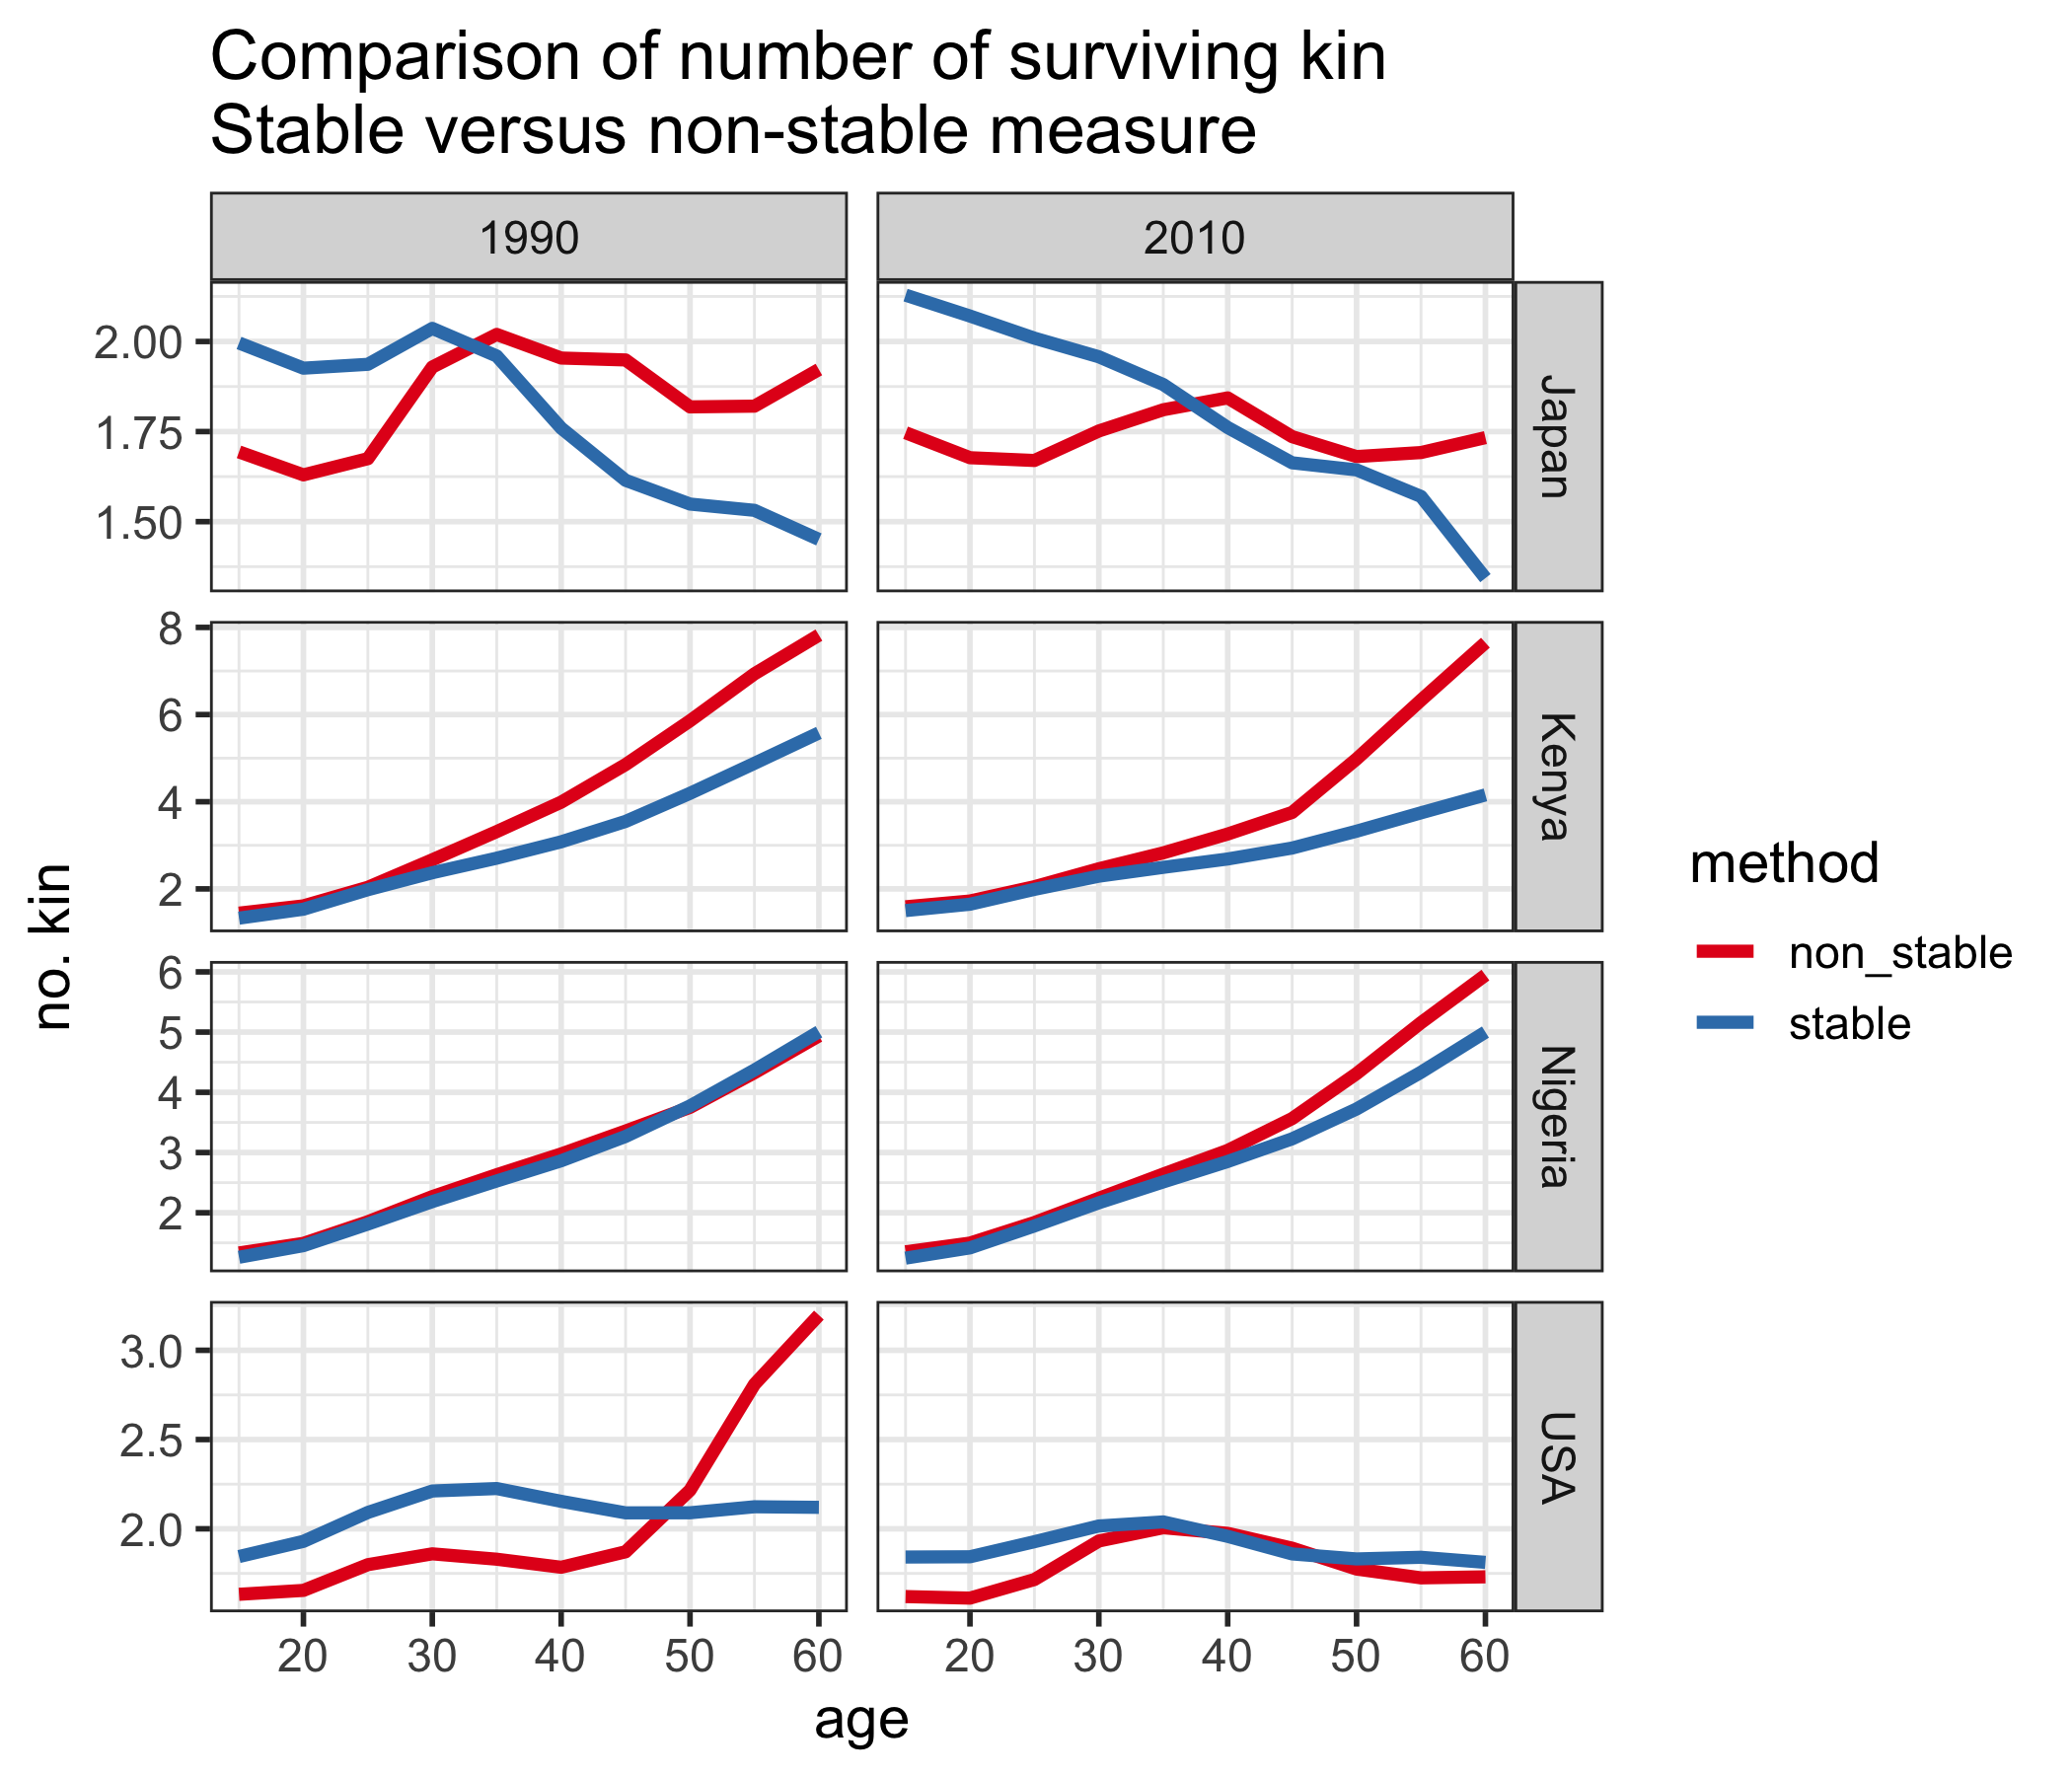 Comparison of number of surviving kin
Stable versus non-stable measure
1990
2010
2.00
1.75
1.50
Japan
8
6
4
2
Kenya
6
5
4
3
2
Nigeria
3.0
2.5
2.0
USA
20 30 40 50 60
20 30 40 50 60
age
no. kin
method
non_stable
stable